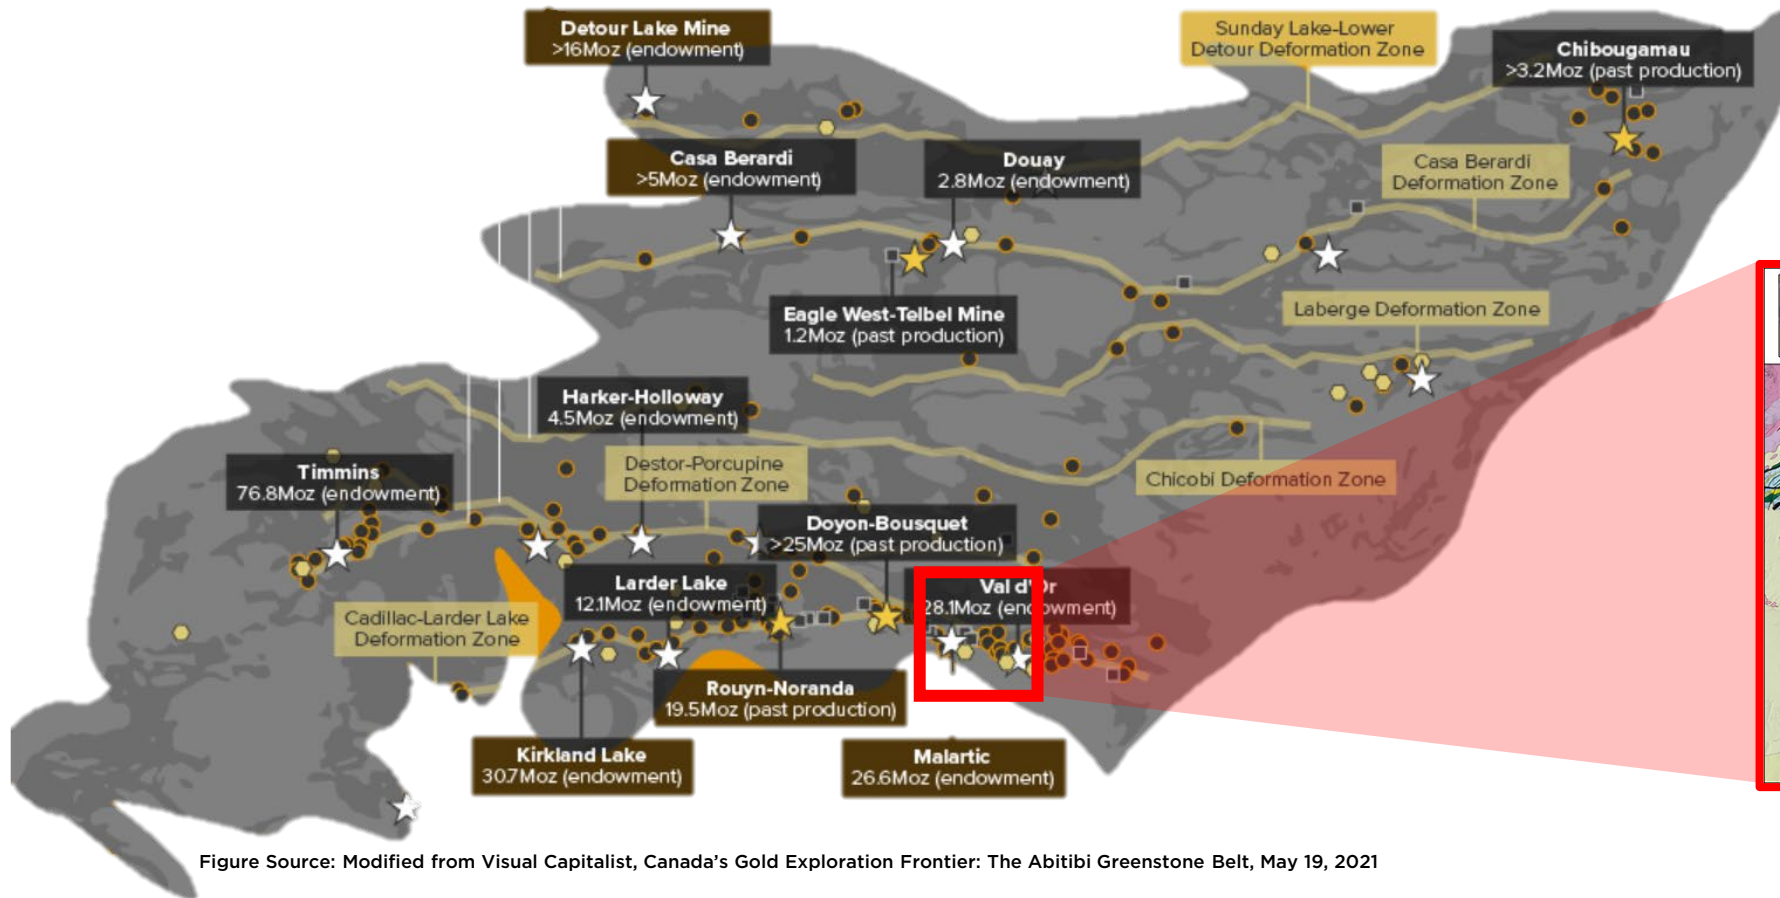 Detour Lake Mine
>16Moz (endowment)
Sunday Lake-Lower
Detour Deformation Zone
Chibougamau
>3.2Moz (past production)
Casa Berardi
>5Moz (endowment)
Douay
2.8Moz (endowment)
Casa Berardi
Deformation Zone
Eagle West-Telbel Mine
1.2Moz (past production)
Laberge Deformation Zone
Harker-Holloway
4.5Moz (endowment)
Timmins
76.8Moz (endowment)
Destor-Porcupine
Deformation Zone
Chicobi Deformation Zone
Doyon-Bousquet
>25Moz (past production)
Larder Lake
12.1Moz (endowment)
Val d'Or
28.1Moz (endowment)
Cadillac-Larder Lake
Deformation Zone
Rouyn-Noranda
19.5Moz (past production)
Kirkland Lake
30.7Moz (endowment)
Malartic
26.6Moz (endowment)
Figure Source: Modified from Visual Capitalist, Canada's Gold Exploration Frontier: The Abitibi Greenstone Belt, May 19, 2021